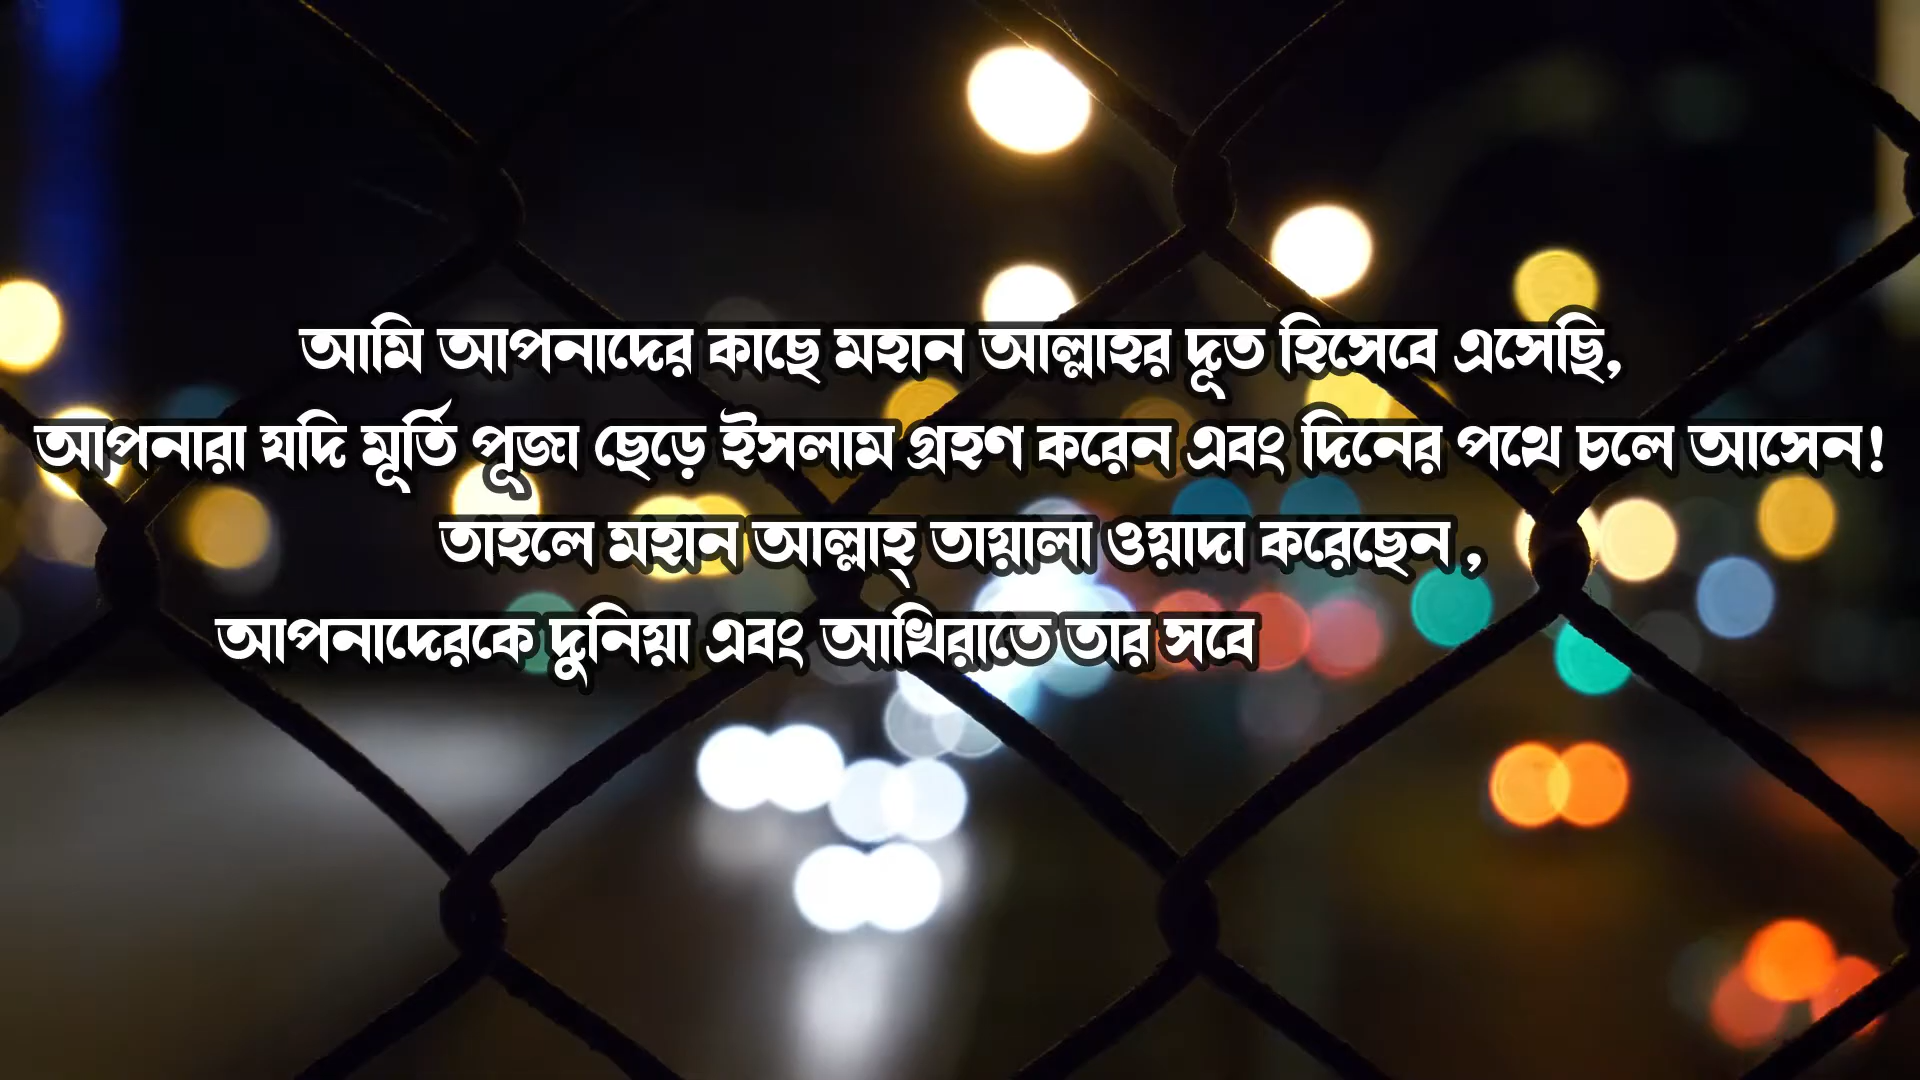 আমি আপনাদের কাছে মহান আল্লাহর দূত হিসেবে এসেছি,
আপনারা যদি মূর্তি পূজা ছেড়ে ইসলাম গ্রহণ করেন এবং দিনের পথে চলে আসেন!
তাহলে মহান আল্লাহ্ তায়ালা ওয়াদা করেছেন ,
আপনাদেরকে দুনিয়া এবং আখিরাতে তার সবে